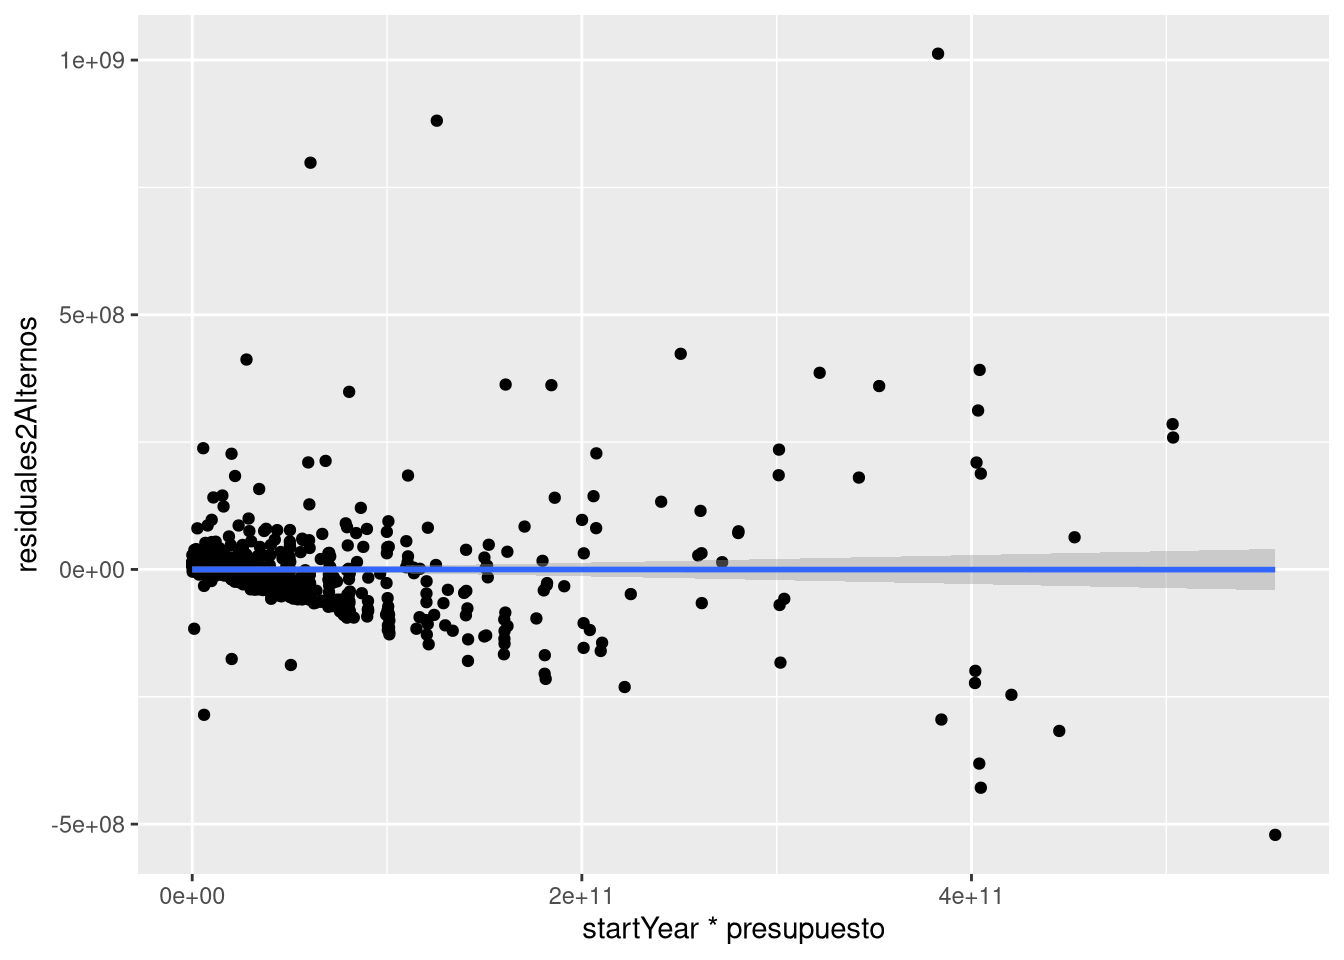 1e+09
5e+08
0e+00
-5e+08
residuales2Alternos
0e+00
2e+11
4e+11
startYear * presupuesto